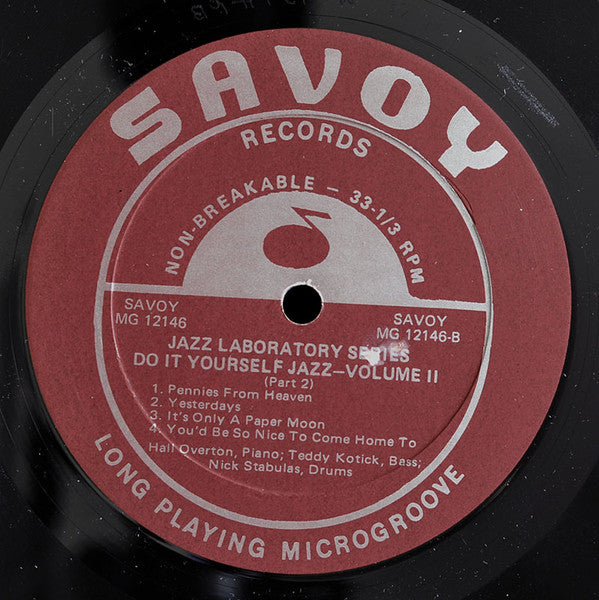 SAVOY
RECORDS
NON-BREAKABLE – 33-1/3 RPM
SAVOY
MG 12146
SAVOY
MG 12146-B
JAZZ LABORATORY SERIES
DO IT YOURSELF JAZZ—VOLUME II
(Part 2)
1. Pennies From Heaven
2. Yesterdays
3. It's Only A Paper Moon
4. You'd Be So Nice To Come Home To
Hall Overton, Piano; Teddy Kotick, Bass;
Nick Stabulas, Drums
LONG PLAYING MICROGROOVE